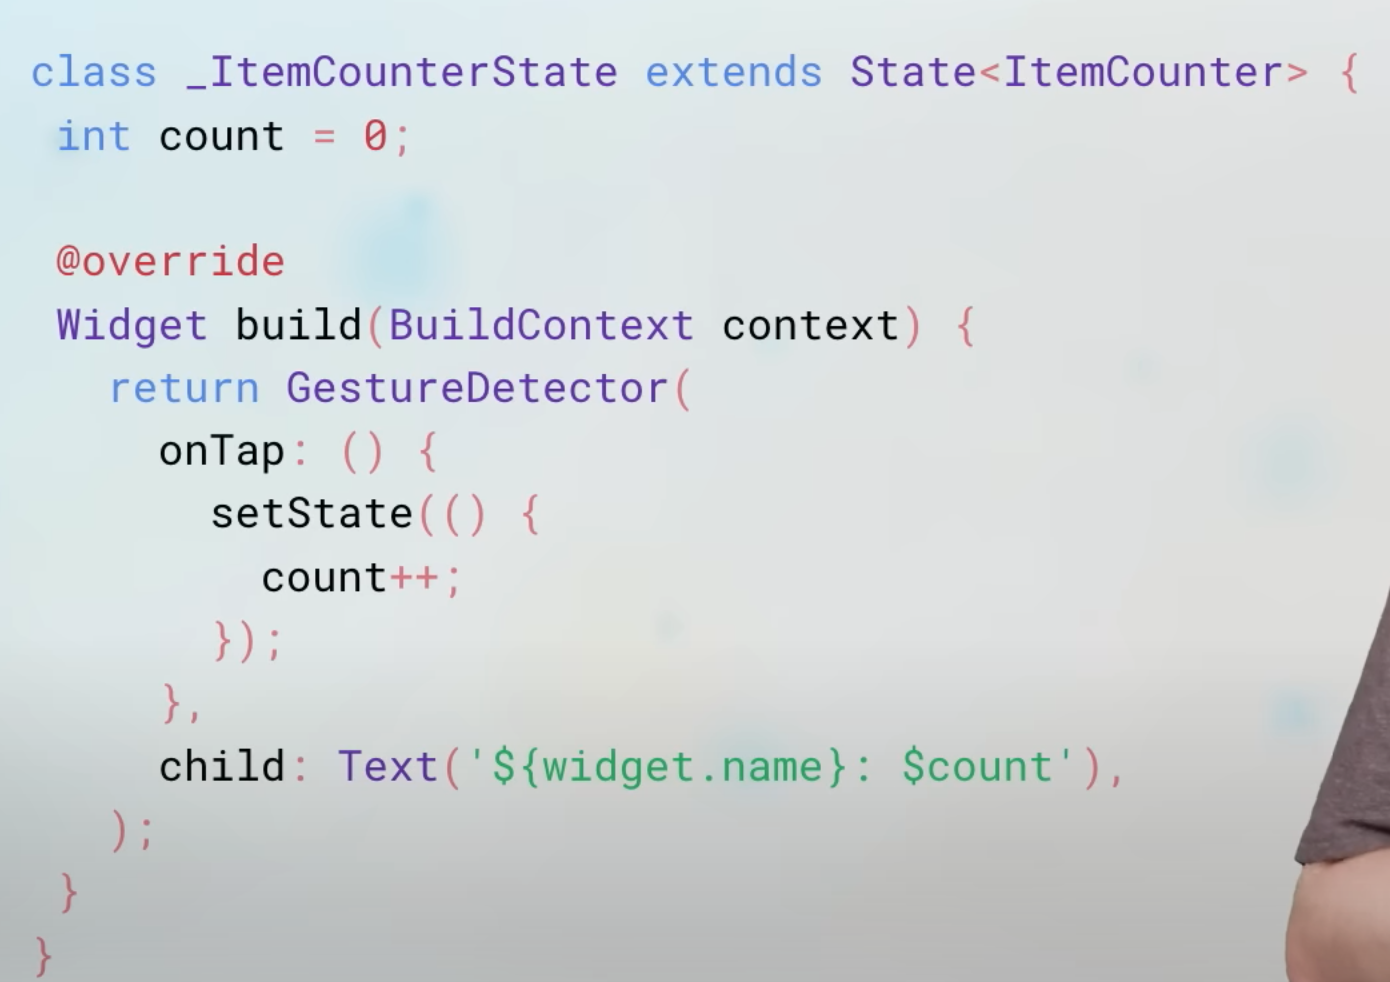 class _ItemCounterState extends State<ItemCounter> {
 int count = 0;

 @override
 Widget build(BuildContext context) {
   return GestureDetector(
     onTap: () {
       setState(() {
         count++;
       });
     },
     child: Text('${widget.name}: $count'),
   );
 }
}